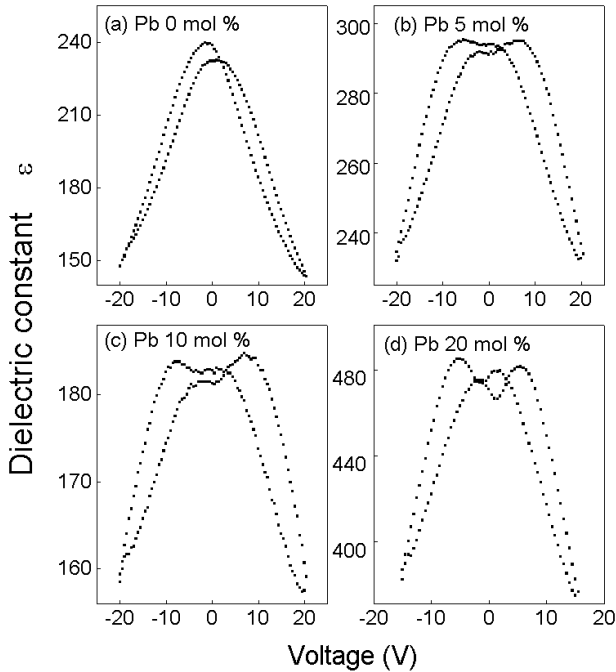 (a) Pb 0 mol %
240
210
180
150
-20 -10 0 10 20
(b) Pb 5 mol %
300
280
260
240
-20 -10 0 10 20
(c) Pb 10 mol %
180
170
160
-20 -10 0 10 20
(d) Pb 20 mol %
480
440
400
-20 -10 0 10 20
Dielectric constant ε
Voltage (V)